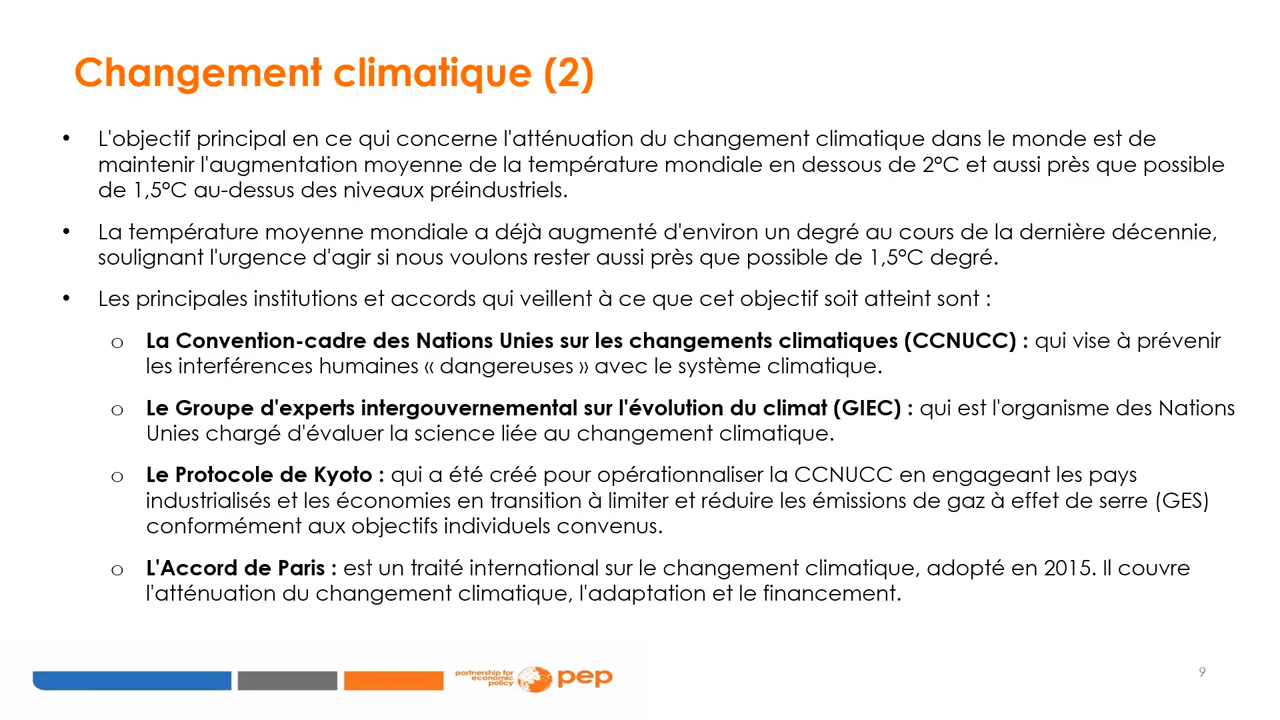 Changement climatique (2)
• L'objectif principal en ce qui concerne l'atténuation du changement climatique dans le monde est de
maintenir l'augmentation moyenne de la température mondiale en dessous de 2°C et aussi près que possible
de 1,5°C au-dessus des niveaux préindustriels.
• La température moyenne mondiale a déjà augmenté d'environ un degré au cours de la dernière décennie,
soulignant l'urgence d'agir si nous voulons rester aussi près que possible de 1,5°C degré.
• Les principales institutions et accords qui veillent à ce que cet objectif soit atteint sont :
o La Convention-cadre des Nations Unies sur les changements climatiques (CCNUCC) : qui vise à prévenir
les interférences humaines « dangereuses » avec le système climatique.
o Le Groupe d'experts intergouvernemental sur l'évolution du climat (GIEC) : qui est l'organisme des Nations
Unies chargé d'évaluer la science liée au changement climatique.
o Le Protocole de Kyoto : qui a été créé pour opérationnaliser la CCNUCC en engageant les pays
industrialisés et les économies en transition à limiter et réduire les émissions de gaz à effet de serre (GES)
conformément aux objectifs individuels convenus.
o L'Accord de Paris : est un traité international sur le changement climatique, adopté en 2015. Il couvre
l'atténuation du changement climatique, l'adaptation et le financement.
partnership for
economic
policy
pep
9